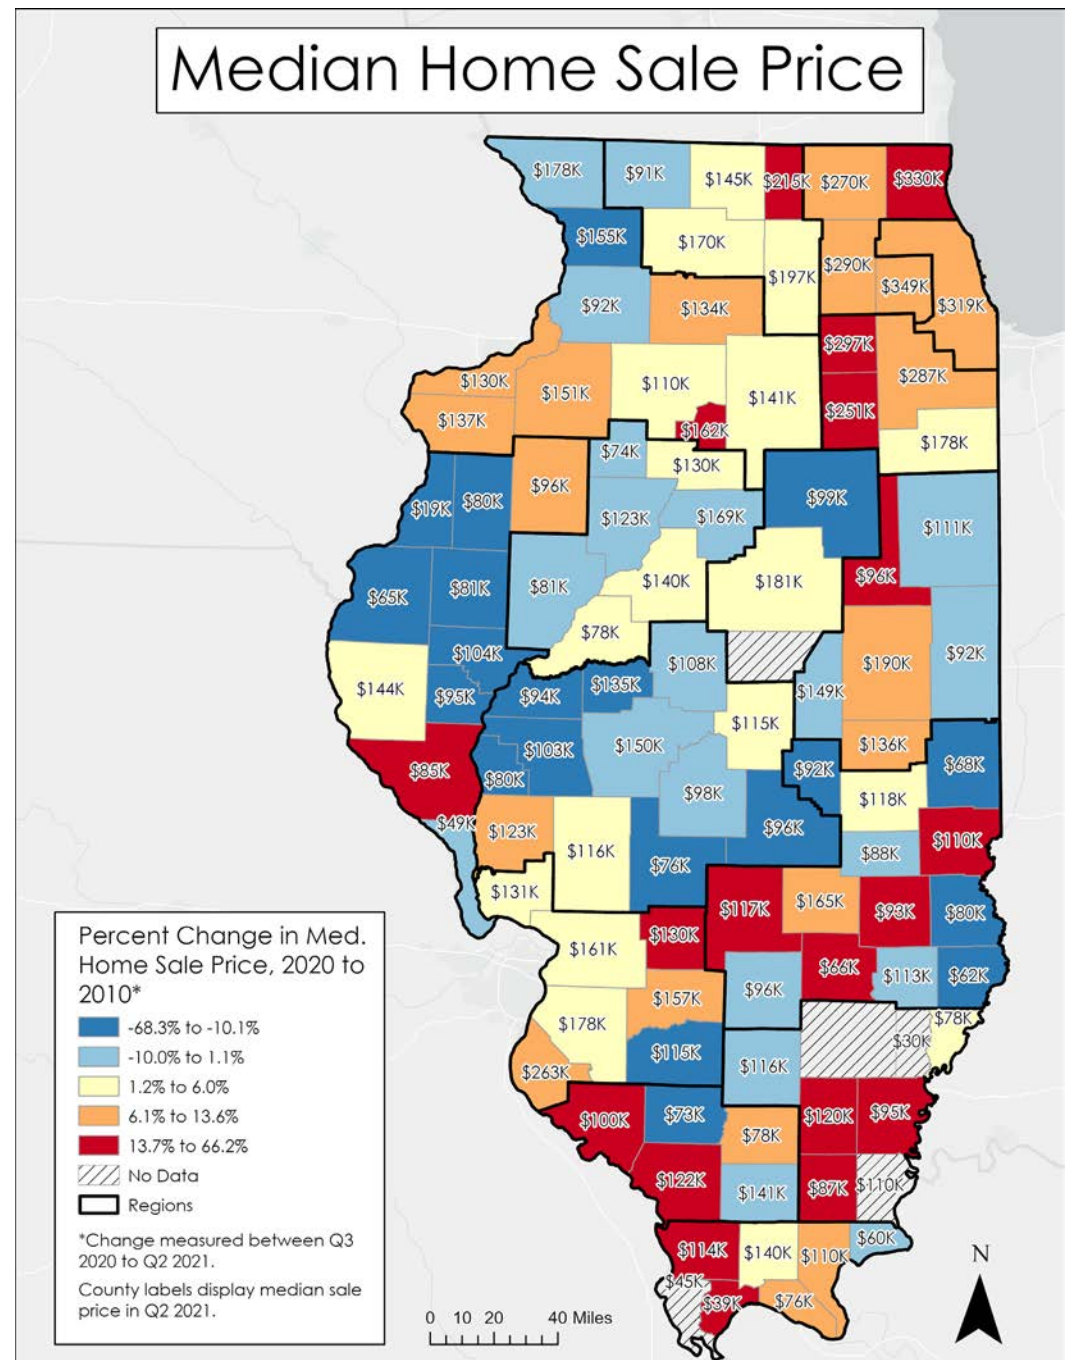 Median Home Sale Price
$178K $91K $145K $215K $270K $330K
$155K $170K $197K $290K $349K $319K
$92K $134K
$297K
$130K $151K $110K $141K $287K
$137K $162K $251K
$74K $130K $178K
$19K $80K $96K $123K $169K $99K $111K
$65K $81K $81K $140K $181K $96K
$78K
$104K $108K $190K $92K
$144K $95K $94K $135K $149K
$103K $150K $115K $136K
$85K $80K $98K $92K $118K $68K
$49K $123K $116K $76K $96K $88K $110K
$131K $117K $165K $93K $80K
$161K $130K $66K $113K $62K
$178K $157K $96K $78K
$115K $116K $30K
$263K
$100K $73K $78K $120K $95K
$122K $141K $87K $110K
$114K $140K $110K $60K
$45K $39K $76K
Percent Change in Med.
Home Sale Price, 2020 to
2010*
-68.3% to -10.1%
-10.0% to 1.1%
1.2% to 6.0%
6.1% to 13.6%
13.7% to 66.2%
No Data
Regions
*Change measured between Q3
2020 to Q2 2021.
County labels display median sale
price in Q2 2021.
0 10 20 40 Miles
N